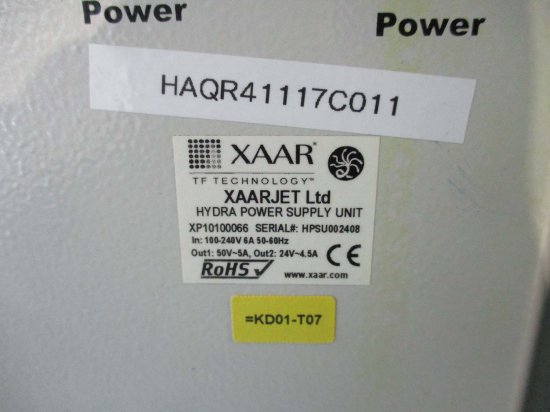 Power
Power
HAQR41117C011
XAAR®
TF TECHNOLOGY™
XAARJET Ltd
HYDRA POWER SUPPLY UNIT
XP10100066 SERIAL#: HPSU002408
In: 100-240V 6A 50-60Hz
Out1: 50V~5A, Out2: 24V~4.5A
RoHS CE
www.xaar.com
=KD01-T07